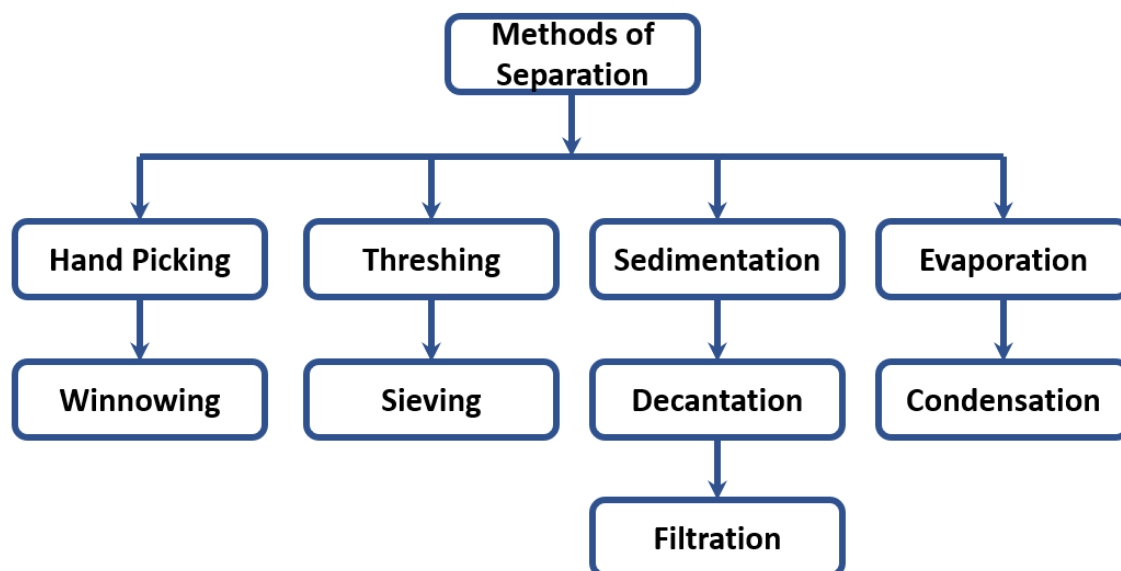 Methods of
Separation
Hand Picking
Threshing
Sedimentation
Evaporation
Winnowing
Sieving
Decantation
Condensation
Filtration